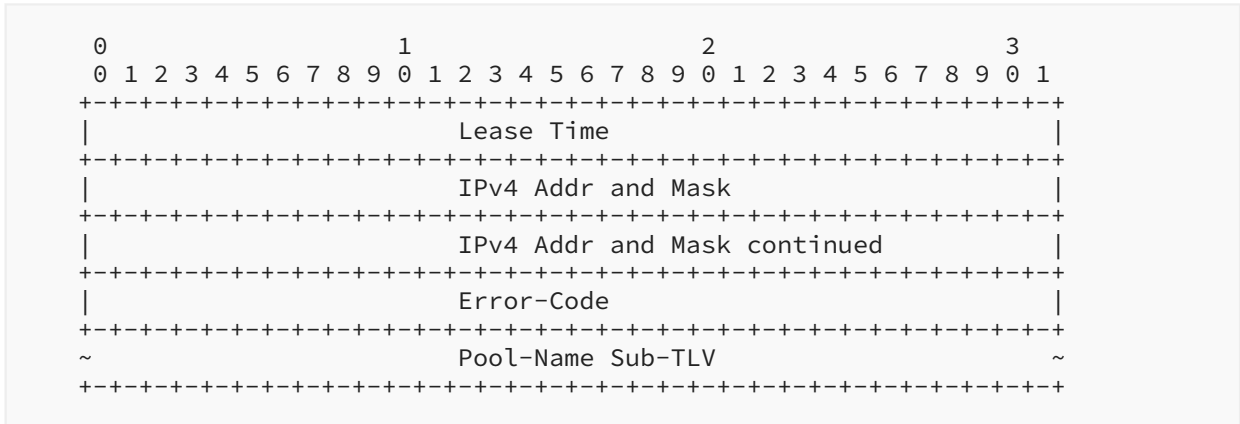 0                   1                   2                   3
 0 1 2 3 4 5 6 7 8 9 0 1 2 3 4 5 6 7 8 9 0 1 2 3 4 5 6 7 8 9 0 1
+-+-+-+-+-+-+-+-+-+-+-+-+-+-+-+-+-+-+-+-+-+-+-+-+-+-+-+-+-+-+-+-+
|                        Lease Time                             |
+-+-+-+-+-+-+-+-+-+-+-+-+-+-+-+-+-+-+-+-+-+-+-+-+-+-+-+-+-+-+-+-+
|                        IPv4 Addr and Mask                     |
+-+-+-+-+-+-+-+-+-+-+-+-+-+-+-+-+-+-+-+-+-+-+-+-+-+-+-+-+-+-+-+-+
|                        IPv4 Addr and Mask continued           |
+-+-+-+-+-+-+-+-+-+-+-+-+-+-+-+-+-+-+-+-+-+-+-+-+-+-+-+-+-+-+-+-+
|                        Error-Code                             |
+-+-+-+-+-+-+-+-+-+-+-+-+-+-+-+-+-+-+-+-+-+-+-+-+-+-+-+-+-+-+-+-+
~                        Pool-Name Sub-TLV                      ~
+-+-+-+-+-+-+-+-+-+-+-+-+-+-+-+-+-+-+-+-+-+-+-+-+-+-+-+-+-+-+-+-+